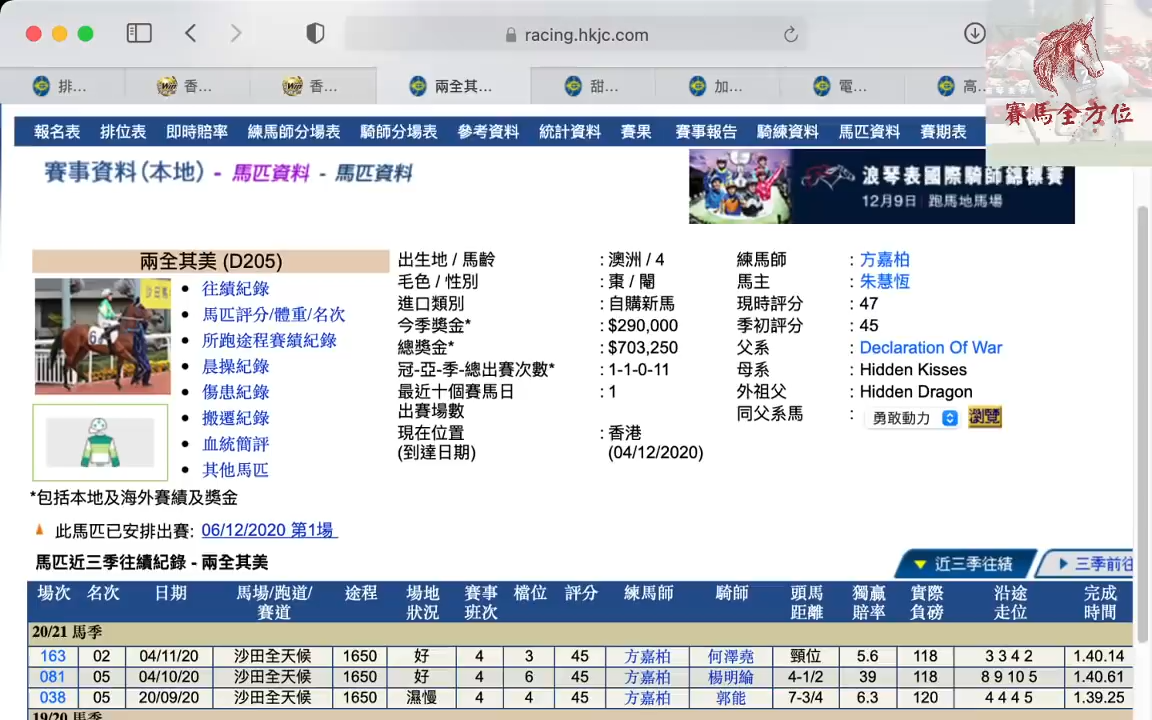 racing.hkjc.com
排... 香... 香... 兩全其... 甜... 加... 電... 高...
賽馬全方位
報名表 排位表 即時賠率 練馬師分場表 騎師分場表 參考資料 統計資料 賽果 賽事報告 騎練資料 馬匹資料 賽期表
賽事資料(本地) - 馬匹資料 - 馬匹資料
浪琴表國際騎師錦標賽
12月9日 跑馬地馬場
兩全其美 (D205)
往績紀錄
馬匹評分/體重/名次
所跑途程賽績紀錄
晨操紀錄
傷患紀錄
搬遷紀錄
血統簡評
其他馬匹
出生地 / 馬齡 : 澳洲 / 4
毛色 / 性別 : 棗 / 閹
進口類別 : 自購新馬
今季獎金* : $290,000
總獎金* : $703,250
冠-亞-季-總出賽次數* : 1-1-0-11
最近十個賽馬日 : 1
出賽場數
現在位置 : 香港
(到達日期) (04/12/2020)
練馬師 : 方嘉柏
馬主 : 朱慧恆
現時評分 : 47
季初評分 : 45
父系 : Declaration Of War
母系 : Hidden Kisses
外祖父 : Hidden Dragon
同父系馬 : 勇敢動力 瀏覽
*包括本地及海外賽績及獎金
此馬匹已安排出賽: 06/12/2020 第1場
馬匹近三季往績紀錄 - 兩全其美
近三季往績 三季前往
場次 名次 日期 馬場/跑道/賽道 途程 場地狀況 賽事班次 檔位 評分 練馬師 騎師 頭馬距離 獨贏賠率 實際負磅 沿途走位 完成時間
20/21 馬季
163 02 04/11/20 沙田全天候 1650 好 4 3 45 方嘉柏 何澤堯 頸位 5.6 118 3 3 4 2 1.40.14
081 05 04/10/20 沙田全天候 1650 好 4 6 45 方嘉柏 楊明綸 4-1/2 39 118 8 9 10 5 1.40.61
038 05 20/09/20 沙田全天候 1650 濕慢 4 4 45 方嘉柏 郭能 7-3/4 6.3 120 4 4 4 5 1.39.25
19/20 馬季